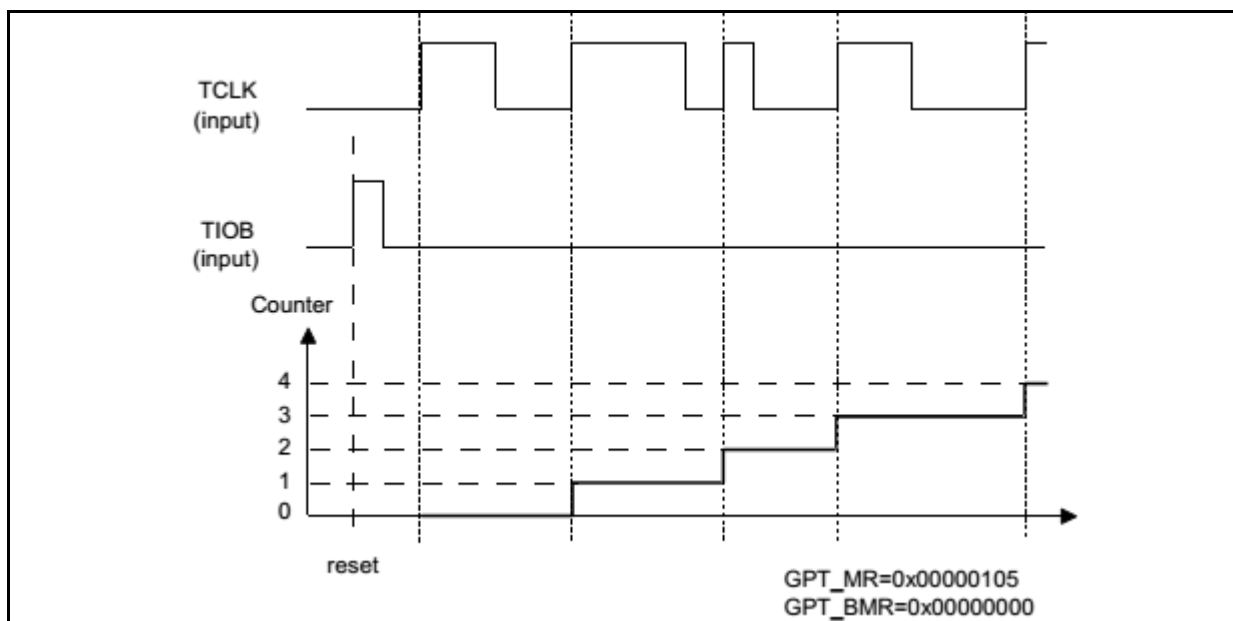 TCLK
(input)
TIOB
(input)
Counter
4
3
2
1
0
reset
GPT_MR=0x00000105
GPT_BMR=0x00000000